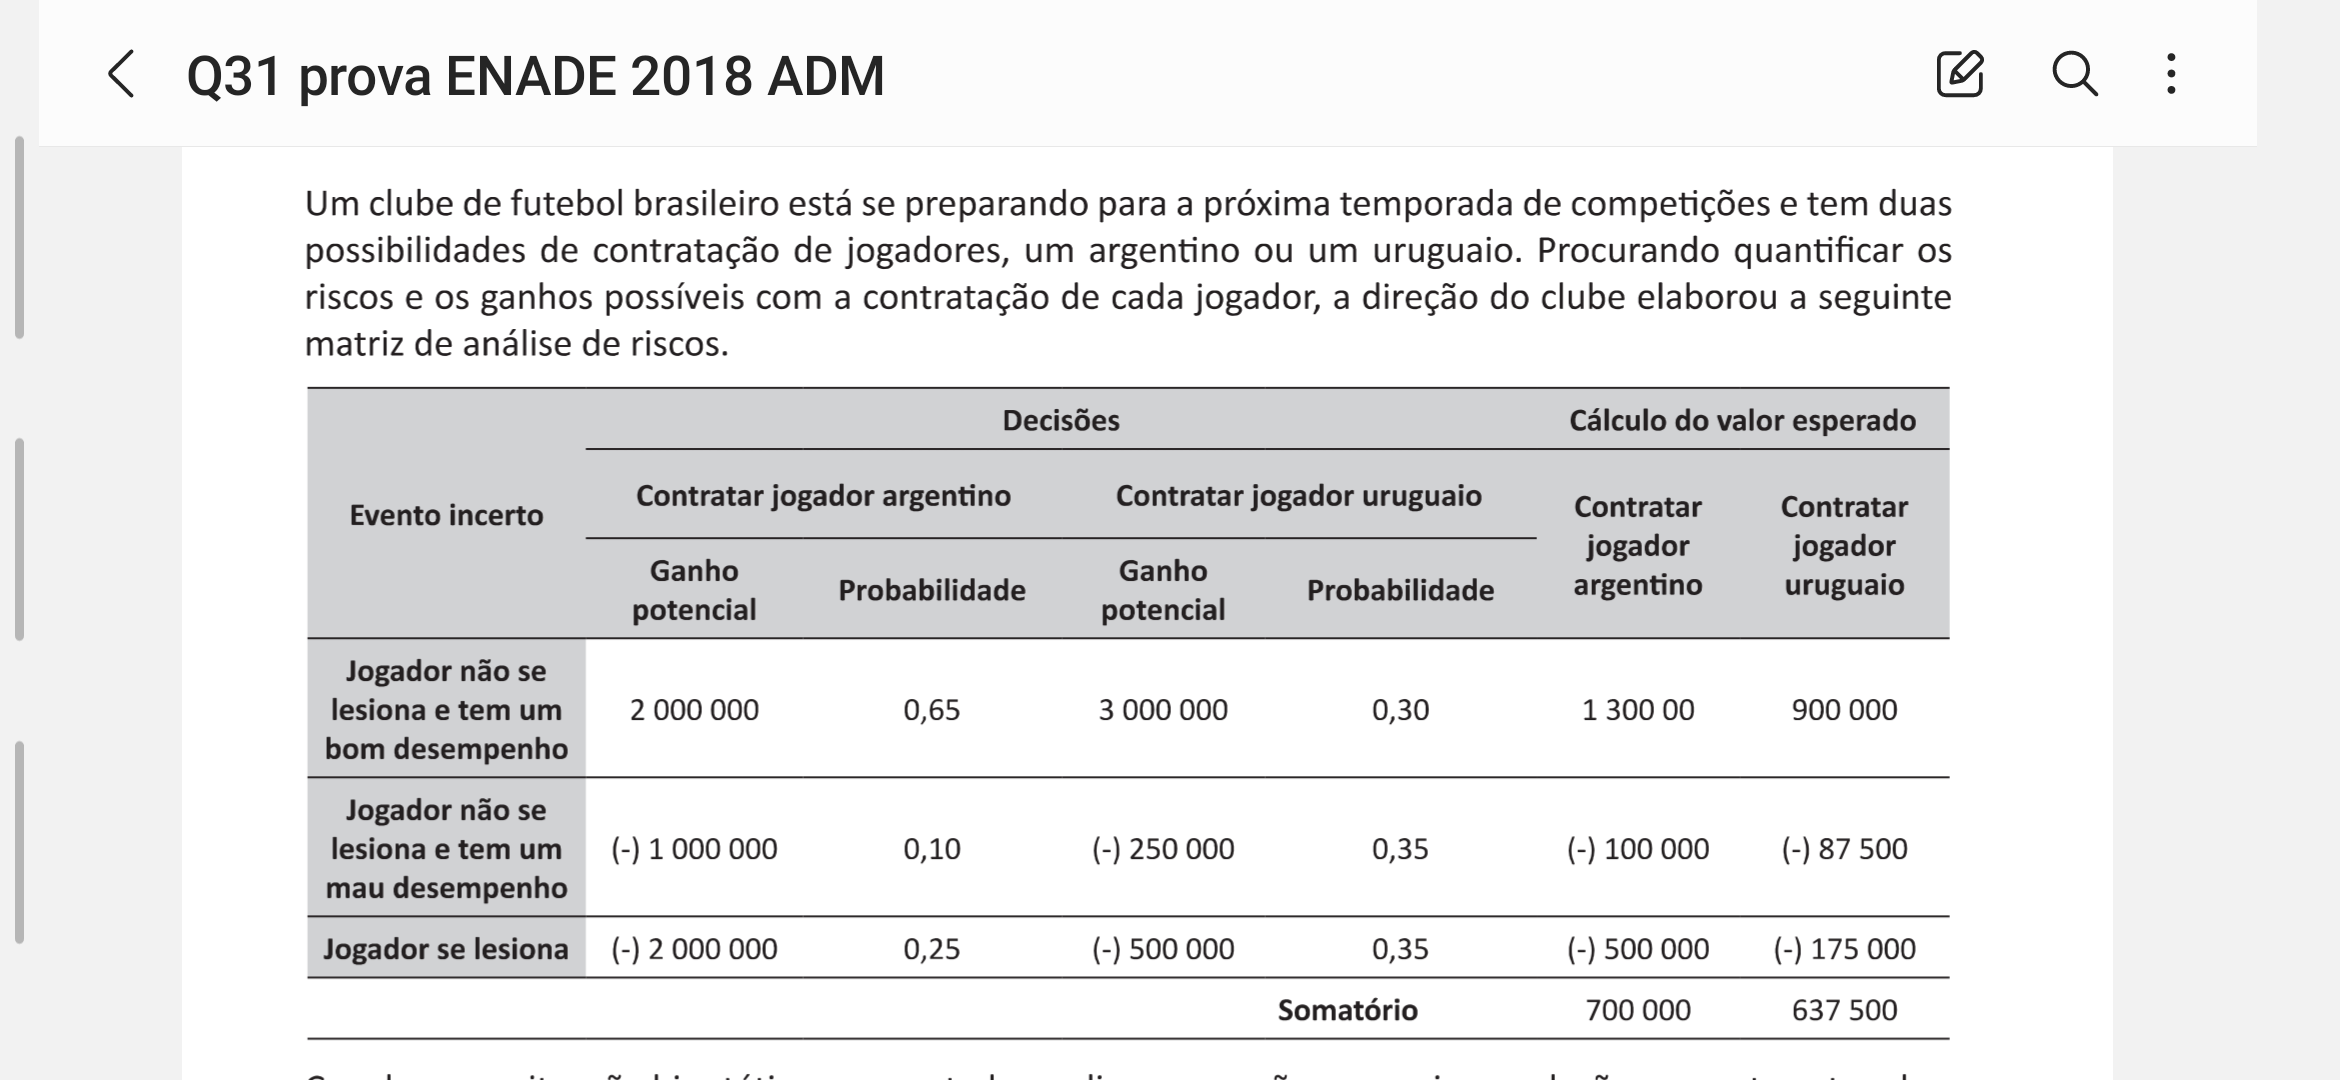 Q31 prova ENADE 2018 ADM
Um clube de futebol brasileiro está se preparando para a próxima temporada de competições e tem duas
possibilidades de contratação de jogadores, um argentino ou um uruguaio. Procurando quantificar os
riscos e os ganhos possíveis com a contratação de cada jogador, a direção do clube elaborou a seguinte
matriz de análise de riscos.
Decisões Cálculo do valor esperado
Evento incerto
Contratar jogador argentino Contratar jogador uruguaio
Contratar
jogador
argentino
Contratar
jogador
uruguaio
Ganho
potencial
Probabilidade
Ganho
potencial
Probabilidade
Jogador não se
lesiona e tem um
bom desempenho
2 000 000 0,65 3 000 000 0,30 1 300 00 900 000
Jogador não se
lesiona e tem um
mau desempenho
(-) 1 000 000 0,10 (-) 250 000 0,35 (-) 100 000 (-) 87 500
Jogador se lesiona (-) 2 000 000 0,25 (-) 500 000 0,35 (-) 500 000 (-) 175 000
Somatório 700 000 637 500